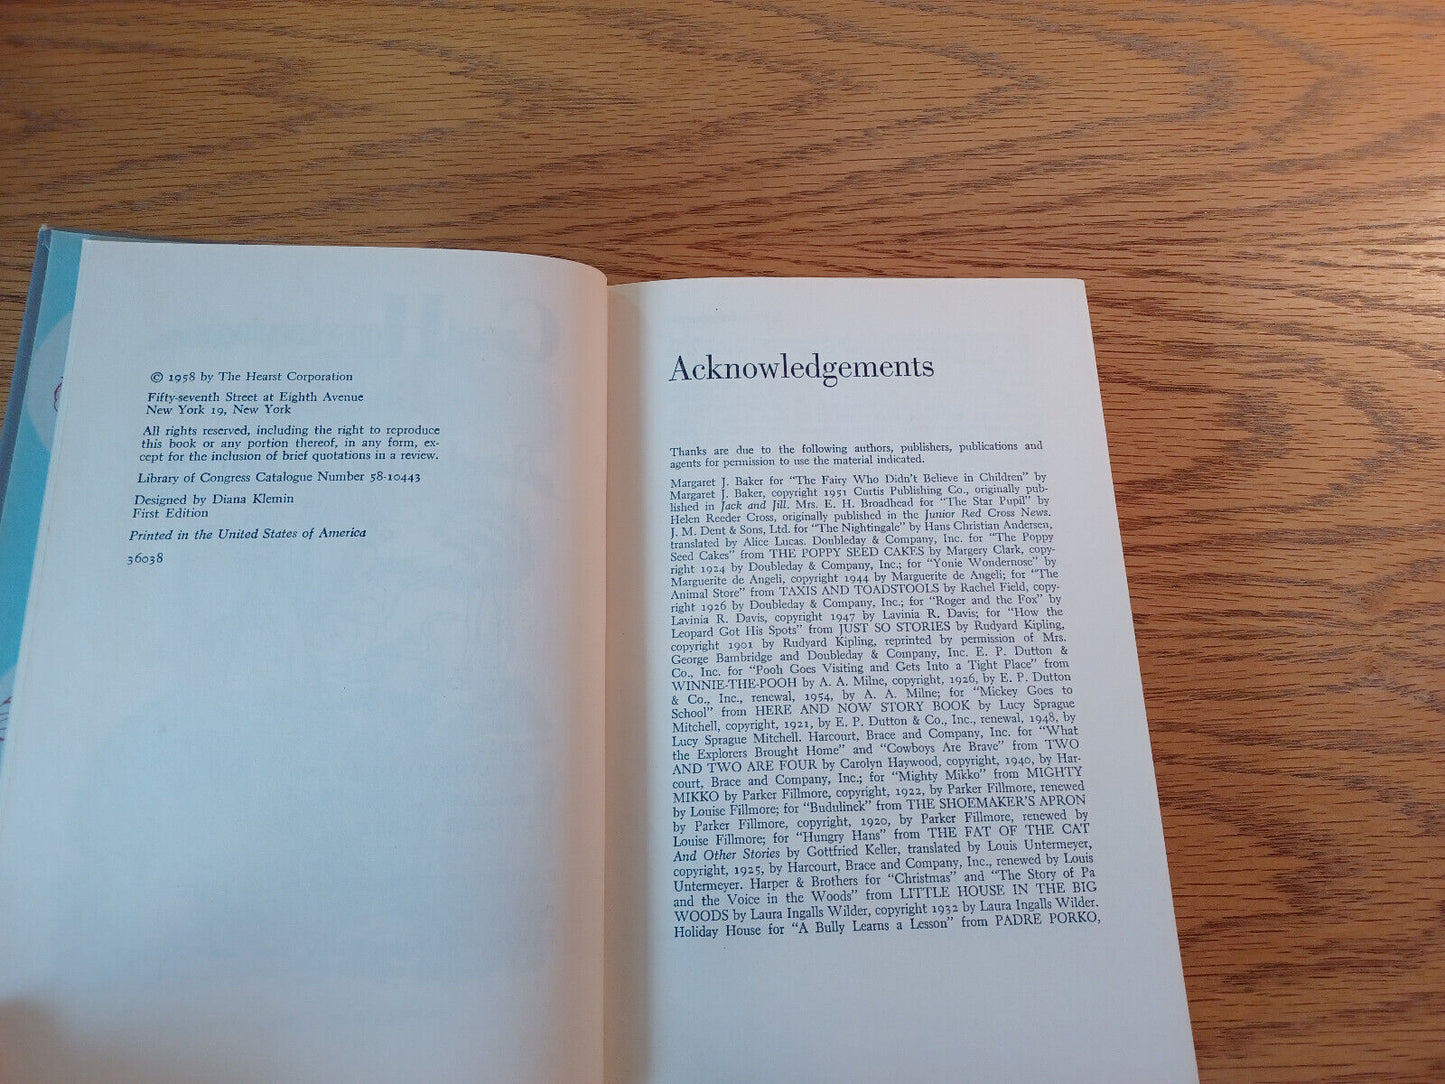 © 1958 by The Hearst Corporation
Fifty-seventh Street at Eighth Avenue
New York 19, New York
All rights reserved, including the right to reproduce
this book or any portion thereof, in any form, ex-
cept for the inclusion of brief quotations in a review.
Library of Congress Catalogue Number 58-10443
Designed by Diana Klemin
First Edition
Printed in the United States of America
36038
Acknowledgements
Thanks are due to the following authors, publishers, publications and
agents for permission to use the material indicated.
Margaret J. Baker for “The Fairy Who Didn’t Believe in Children” by
Margaret J. Baker, copyright 1951 Curtis Publishing Co., originally pub-
lished in Jack and Jill. Mrs. E. H. Broadhead for “The Star Pupil” by
Helen Reeder Cross, originally published in the Junior Red Cross News.
J. M. Dent & Sons, Ltd. for “The Nightingale” by Hans Christian Andersen,
translated by Alice Lucas. Doubleday & Company, Inc. for “The Poppy
Seed Cakes” from THE POPPY SEED CAKES by Margery Clark, copy-
right 1924 by Doubleday & Company, Inc.; for “Yonie Wondernose” by
Marguerite de Angeli, copyright 1944 by Marguerite de Angeli; for “The
Animal Store” from TAXIS AND TOADSTOOLS by Rachel Field, copy-
right 1926 by Doubleday & Company, Inc.; for “Roger and the Fox” by
Lavinia R. Davis, copyright 1947 by Lavinia R. Davis; for “How the
Leopard Got His Spots” from JUST SO STORIES by Rudyard Kipling,
copyright 1901 by Rudyard Kipling, reprinted by permission of Mrs.
George Bambridge and Doubleday & Company, Inc. E. P. Dutton &
Co., Inc. for “Pooh Goes Visiting and Gets Into a Tight Place” from
WINNIE-THE-POOH by A. A. Milne, copyright, 1926, by E. P. Dutton
& Co., Inc., renewal, 1954, by A. A. Milne; for “Mickey Goes to
School” from HERE AND NOW STORY BOOK by Lucy Sprague
Mitchell, copyright, 1921, by E. P. Dutton & Co., Inc., renewal, 1948, by
Lucy Sprague Mitchell. Harcourt, Brace and Company, Inc. for “What
the Explorers Brought Home” and “Cowboys Are Brave” from TWO
AND TWO ARE FOUR by Carolyn Haywood, copyright, 1940, by Har-
court, Brace and Company, Inc.; for “Mighty Mikko” from MIGHTY
MIKKO by Parker Fillmore, copyright, 1922, by Parker Fillmore, renewed
by Louise Fillmore; for “Budulinek” from THE SHOEMAKER’S APRON
by Parker Fillmore, copyright, 1920, by Parker Fillmore, renewed by
Louise Fillmore; for “Hungry Hans” from THE FAT OF THE CAT
And Other Stories by Gottfried Keller, translated by Louis Untermeyer,
copyright, 1925, by Harcourt, Brace and Company, Inc., renewed by Louis
Untermeyer. Harper & Brothers for “Christmas” and “The Story of Pa
and the Voice in the Woods” from LITTLE HOUSE IN THE BIG
WOODS by Laura Ingalls Wilder, copyright 1932 by Laura Ingalls Wilder.
Holiday House for “A Bully Learns a Lesson” from PADRE PORKO,